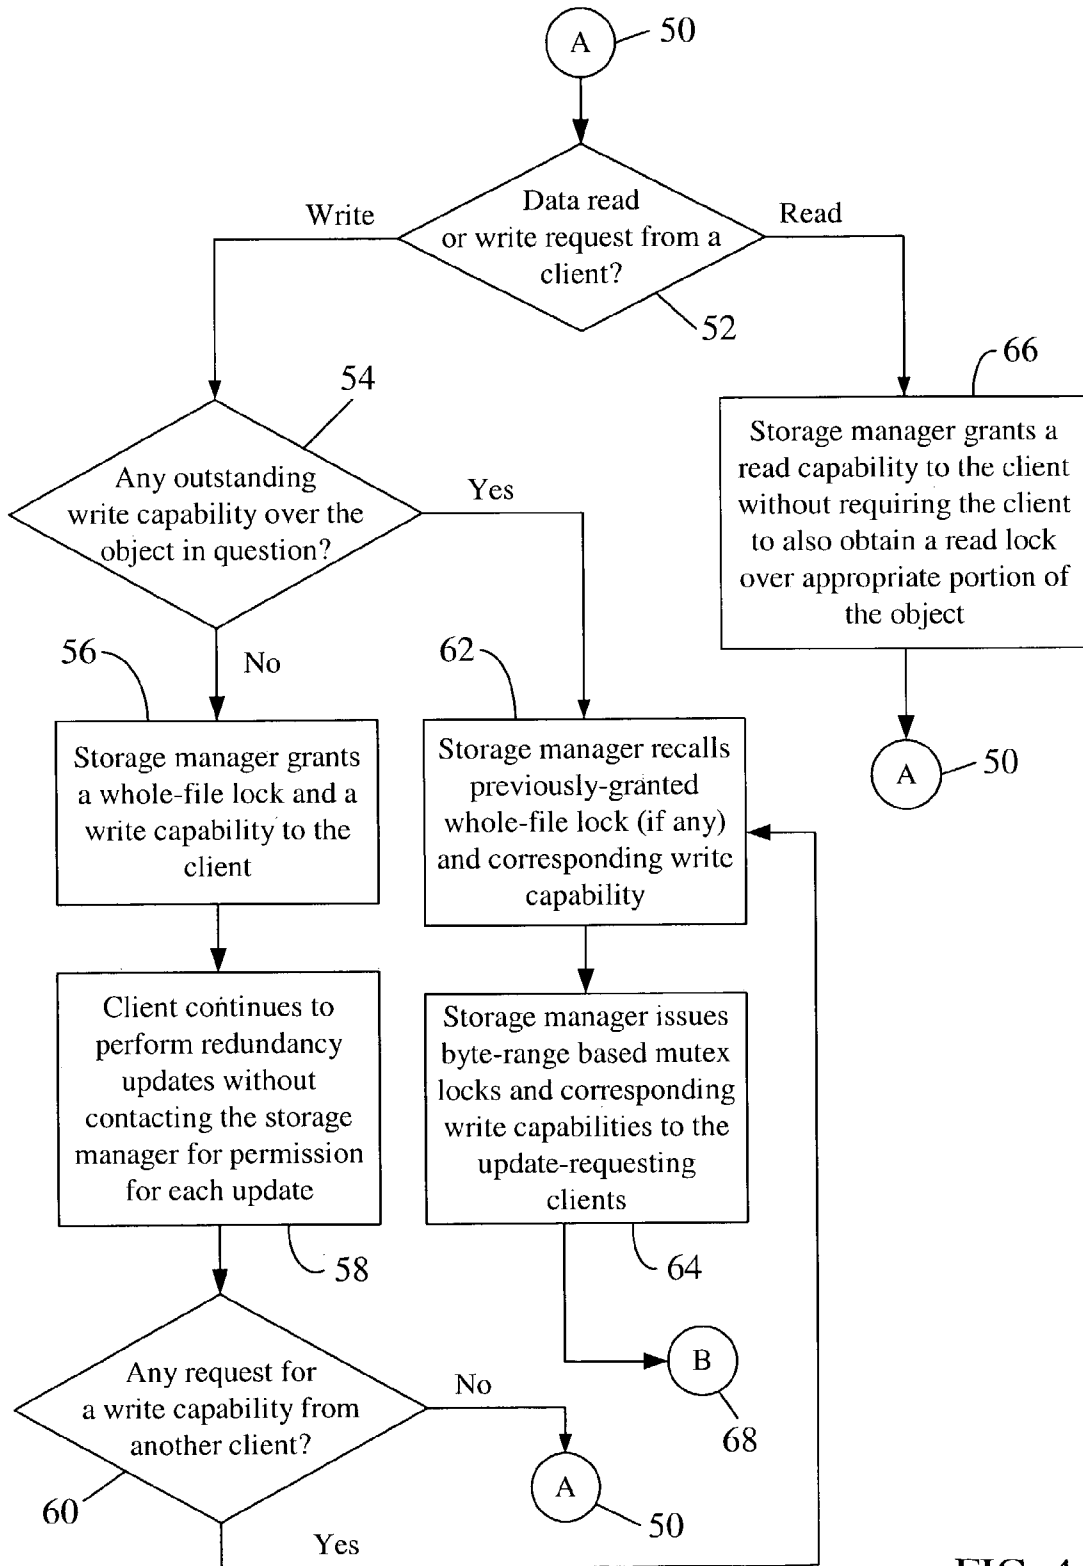 A
50
Data read
or write request from a
client?
Write
Read
52
54
66
Any outstanding
write capability over the
object in question?
Yes
No
Storage manager grants a
read capability to the client
without requiring the client
to also obtain a read lock
over appropriate portion of
the object
A
50
56
Storage manager grants
a whole-file lock and a
write capability to the
client
62
Storage manager recalls
previously-granted
whole-file lock (if any)
and corresponding write
capability
Client continues to
perform redundancy
updates without
contacting the storage
manager for permission
for each update
58
Storage manager issues
byte-range based mutex
locks and corresponding
write capabilities to the
update-requesting
clients
64
B
68
Any request for
a write capability from
another client?
60
No
A
50
Yes
FIG. 4